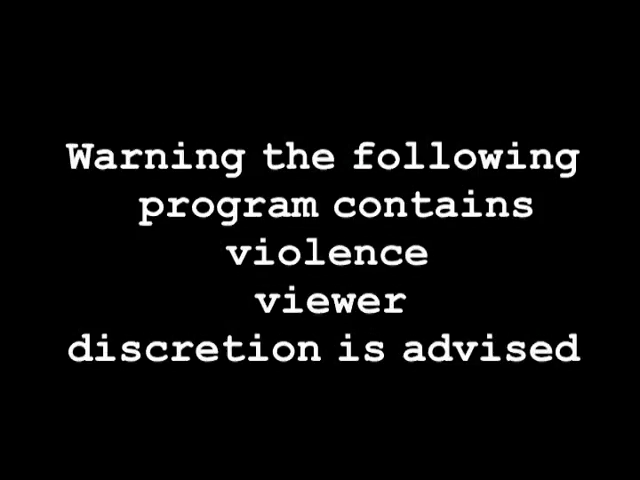 Warning the following
program contains
violence
viewer
discretion is advised